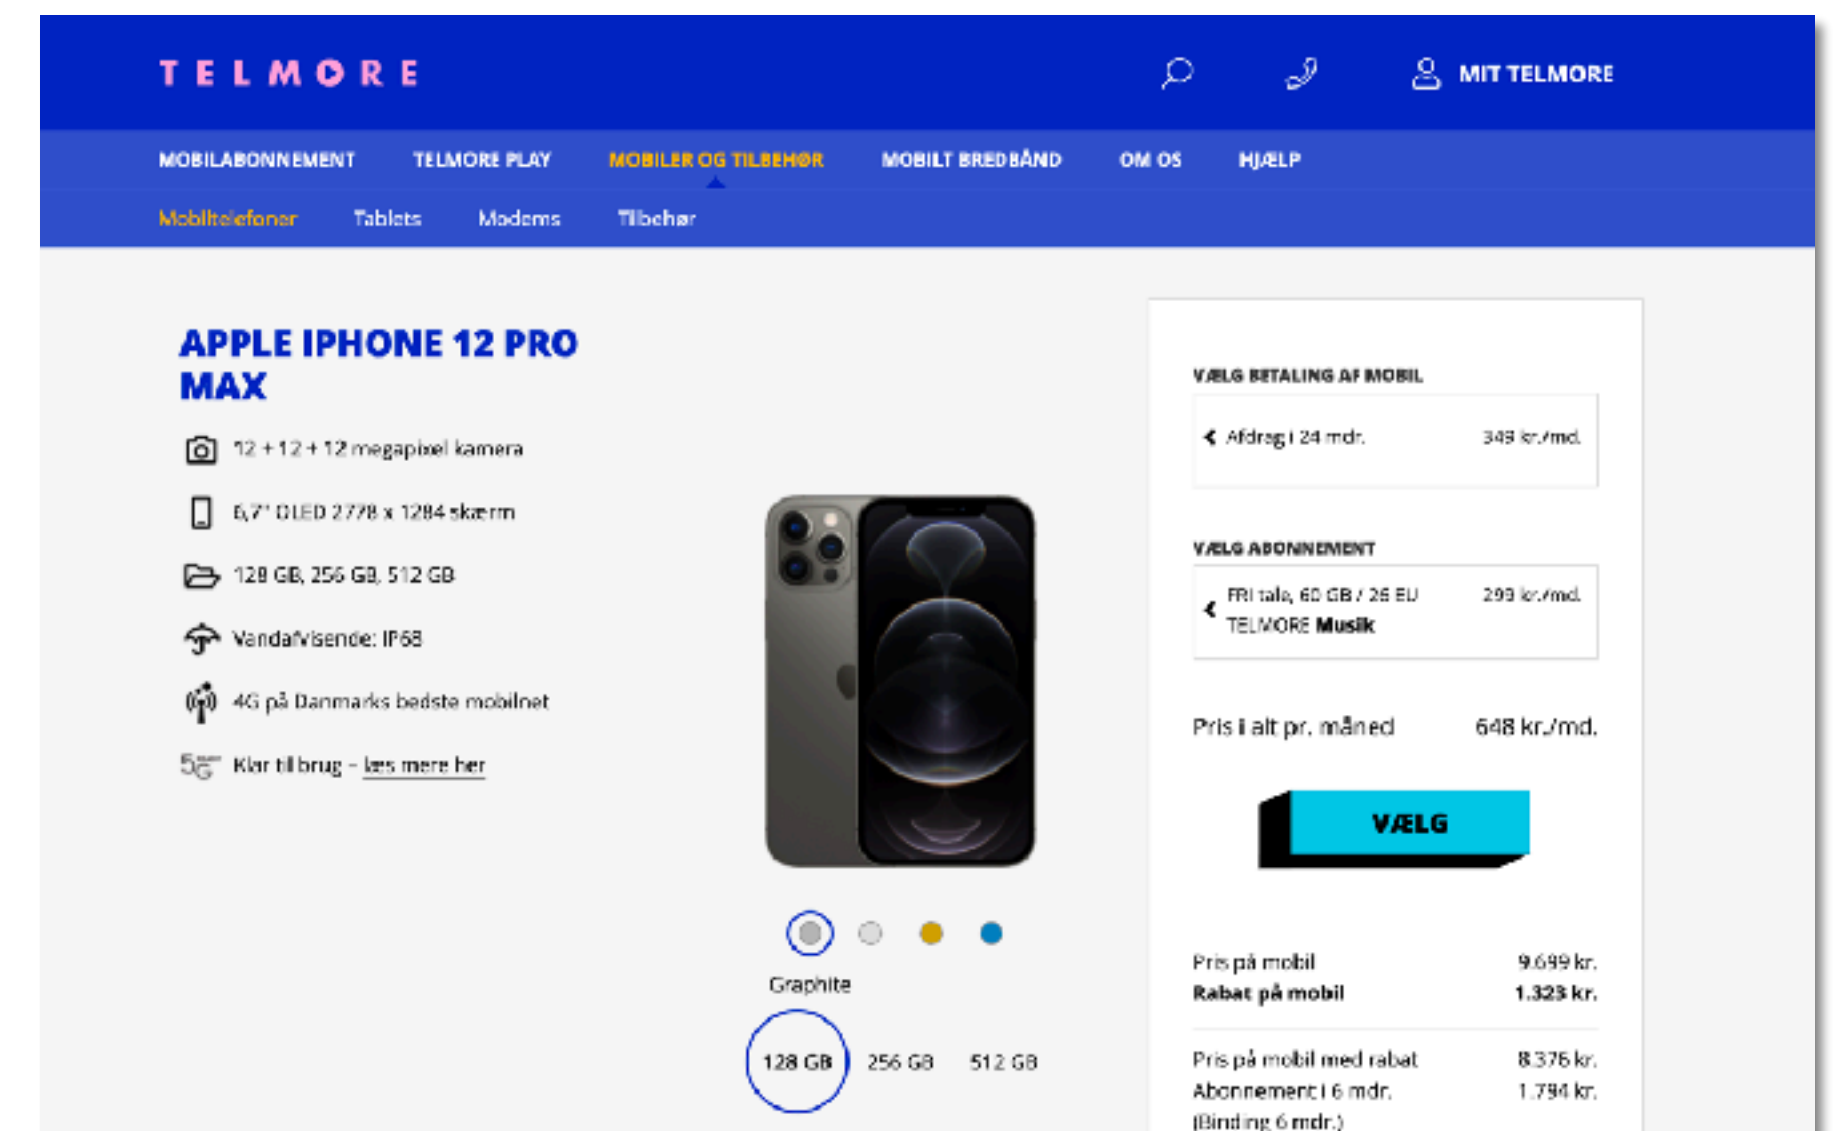 TELMORE
MIT TELMORE
MOBILABONNEMENT TELMORE PLAY MOBILER OG TILBEHØR MOBILT BREDBÅND OM OS HJÆLP
Mobiltelefoner Tablets Modems Tilbehør
APPLE IPHONE 12 PRO
MAX
12 + 12 + 12 megapixel kamera
6,7" OLED 2778 x 1284 skærm
128 GB, 256 GB, 512 GB
Vandafvisende: IP68
4G på Danmarks bedste mobilnet
5G Klar til brug – læs mere her
Graphite
128 GB 256 GB 512 GB
VÆLG BETALING AF MOBIL
Afdrag i 24 mdr. 349 kr./md.
VÆLG ABONNEMENT
FRI tale, 60 GB / 26 EU 299 kr./md.
TELMORE Musik
Pris i alt pr. måned 648 kr./md.
VÆLG
Pris på mobil 9.699 kr.
Rabat på mobil 1.323 kr.
Pris på mobil med rabat 8.376 kr.
Abonnement i 6 mdr. 1.794 kr.
(Binding 6 mdr.)